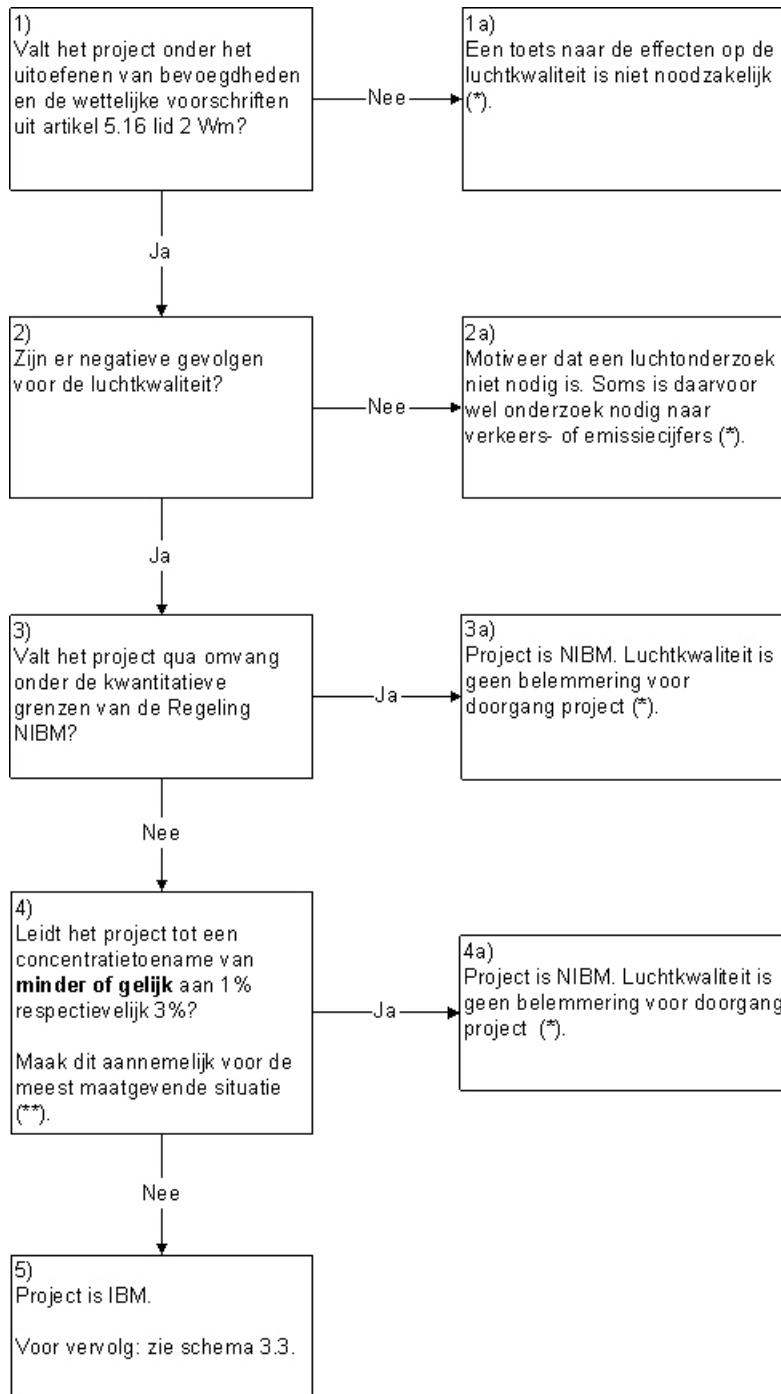 1)
Valt het project onder het
uitoefenen van bevoegdheden
en de wettelijke voorschriften
uit artikel 5.16 lid 2 Wm?
Nee
1a)
Een toets naar de effecten op de
luchtkwaliteit is niet noodzakelijk
(*).
Ja
2)
Zijn er negatieve gevolgen
voor de luchtkwaliteit?
Nee
2a)
Motiveer dat een luchtonderzoek
niet nodig is. Soms is daarvoor
wel onderzoek nodig naar
verkeers- of emissiecijfers (*).
Ja
3)
Valt het project qua omvang
onder de kwantitatieve
grenzen van de Regeling
NIBM?
Ja
3a)
Project is NIBM. Luchtkwaliteit is
geen belemmering voor
doorgang project (*).
Nee
4)
Leidt het project tot een
concentratietoename van
minder of gelijk aan 1%
respectievelijk 3%?
Maak dit aannemelijk voor de
meest maatgevende situatie
(**).
Ja
4a)
Project is NIBM. Luchtkwaliteit is
geen belemmering voor doorgang
project (*).
Nee
5)
Project is IBM.
Voor vervolg: zie schema 3.3.